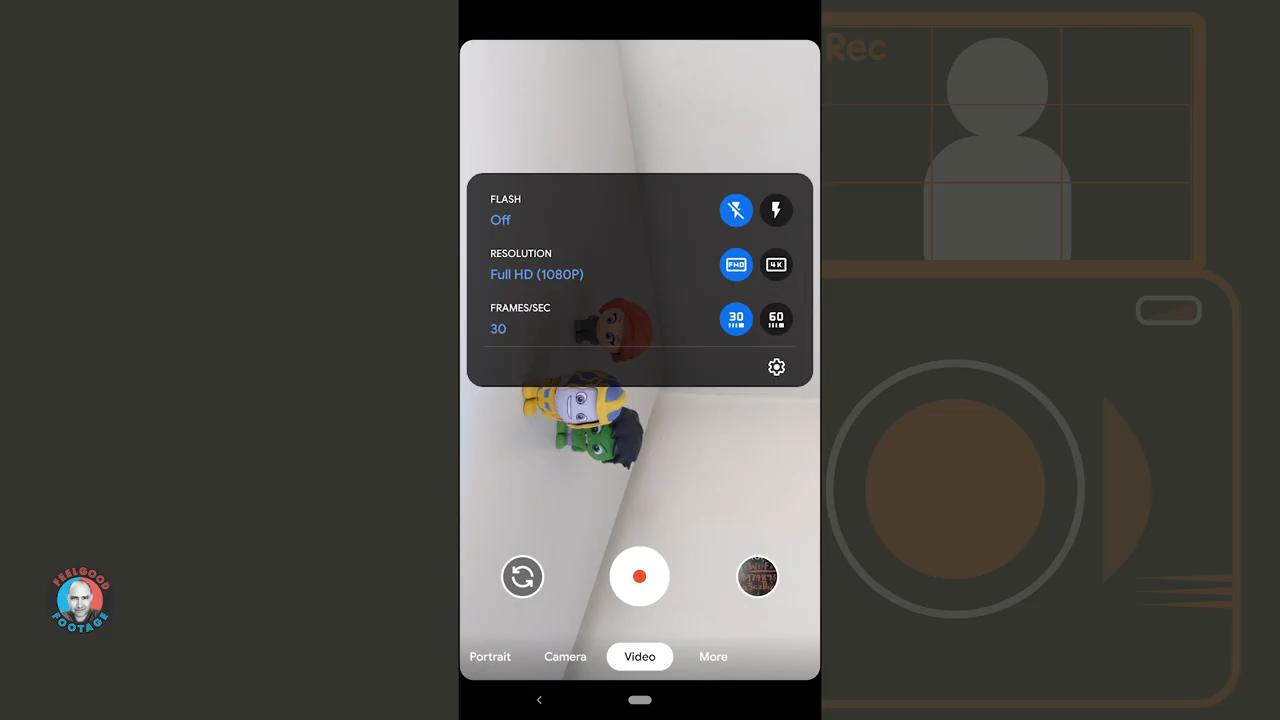 Rec
FLASH
Off
RESOLUTION
Full HD (1080P)
FHD
4K
FRAMES/SEC
30
30
60
Portrait
Camera
Video
More
FEELGOOD
FOOTAGE